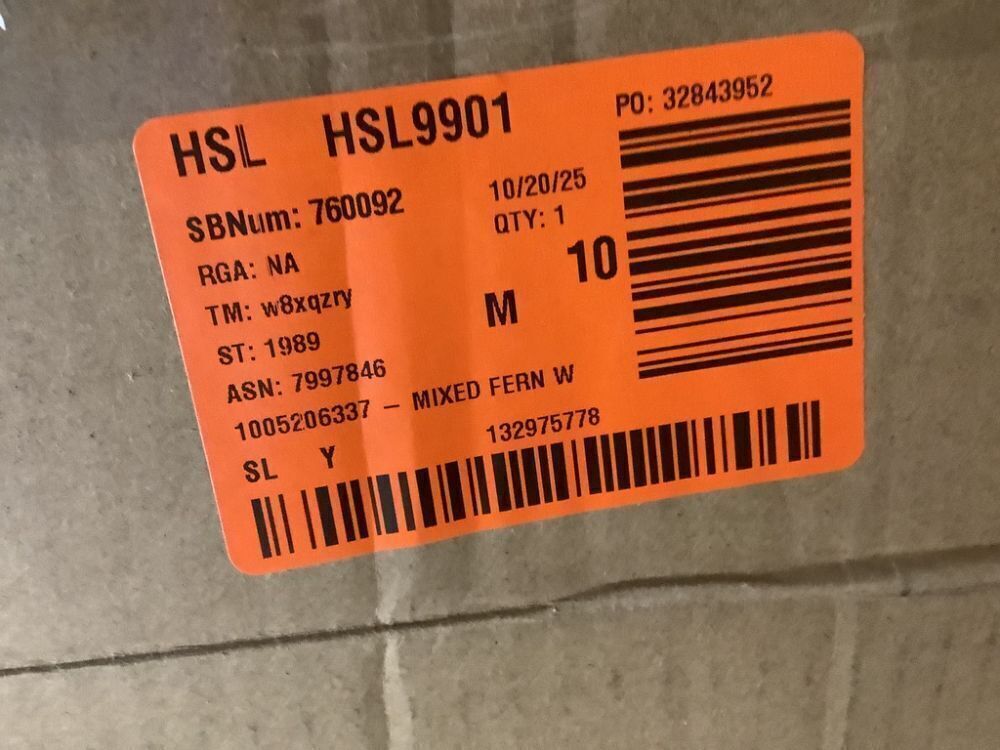 HSL HSL9901
PO: 32843952
SBNum: 760092
10/20/25
RGA: NA
QTY: 1
10
TM: w8xqzry
M
ST: 1989
ASN: 7997846
1005206337 – MIXED FERN W
SL Y
132975778